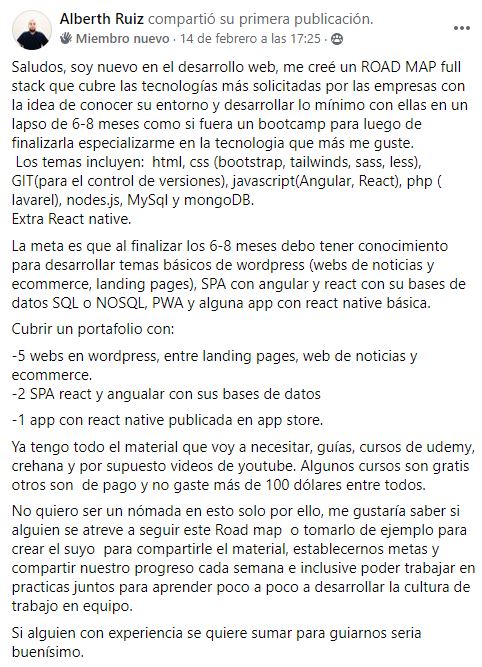 Alberth Ruiz compartió su primera publicación.
Miembro nuevo · 14 de febrero a las 17:25 ·
Saludos, soy nuevo en el desarrollo web, me creé un ROAD MAP full
stack que cubre las tecnologías más solicitadas por las empresas con
la idea de conocer su entorno y desarrollar lo mínimo con ellas en un
lapso de 6-8 meses como si fuera un bootcamp para luego de
finalizarla especializarme en la tecnologia que más me guste.
Los temas incluyen: html, css (bootstrap, tailwinds, sass, less),
GIT(para el control de versiones), javascript(Angular, React), php (
lavarel), nodes.js, MySql y mongoDB.
Extra React native.
La meta es que al finalizar los 6-8 meses debo tener conocimiento
para desarrollar temas básicos de wordpress (webs de noticias y
ecommerce, landing pages), SPA con angular y react con su bases de
datos SQL o NOSQL, PWA y alguna app con react native básica.
Cubrir un portafolio con:
-5 webs en wordpress, entre landing pages, web de noticias y
ecommerce.
-2 SPA react y angualar con sus bases de datos
-1 app con react native publicada en app store.
Ya tengo todo el material que voy a necesitar, guías, cursos de udemy,
crehana y por supuesto videos de youtube. Algunos cursos son gratis
otros son de pago y no gaste más de 100 dólares entre todos.
No quiero ser un nómada en esto solo por ello, me gustaría saber si
alguien se atreve a seguir este Road map o tomarlo de ejemplo para
crear el suyo para compartirle el material, establecernos metas y
compartir nuestro progreso cada semana e inclusive poder trabajar en
practicas juntos para aprender poco a poco a desarrollar la cultura de
trabajo en equipo.
Si alguien con experiencia se quiere sumar para guiarnos seria
buenísimo.